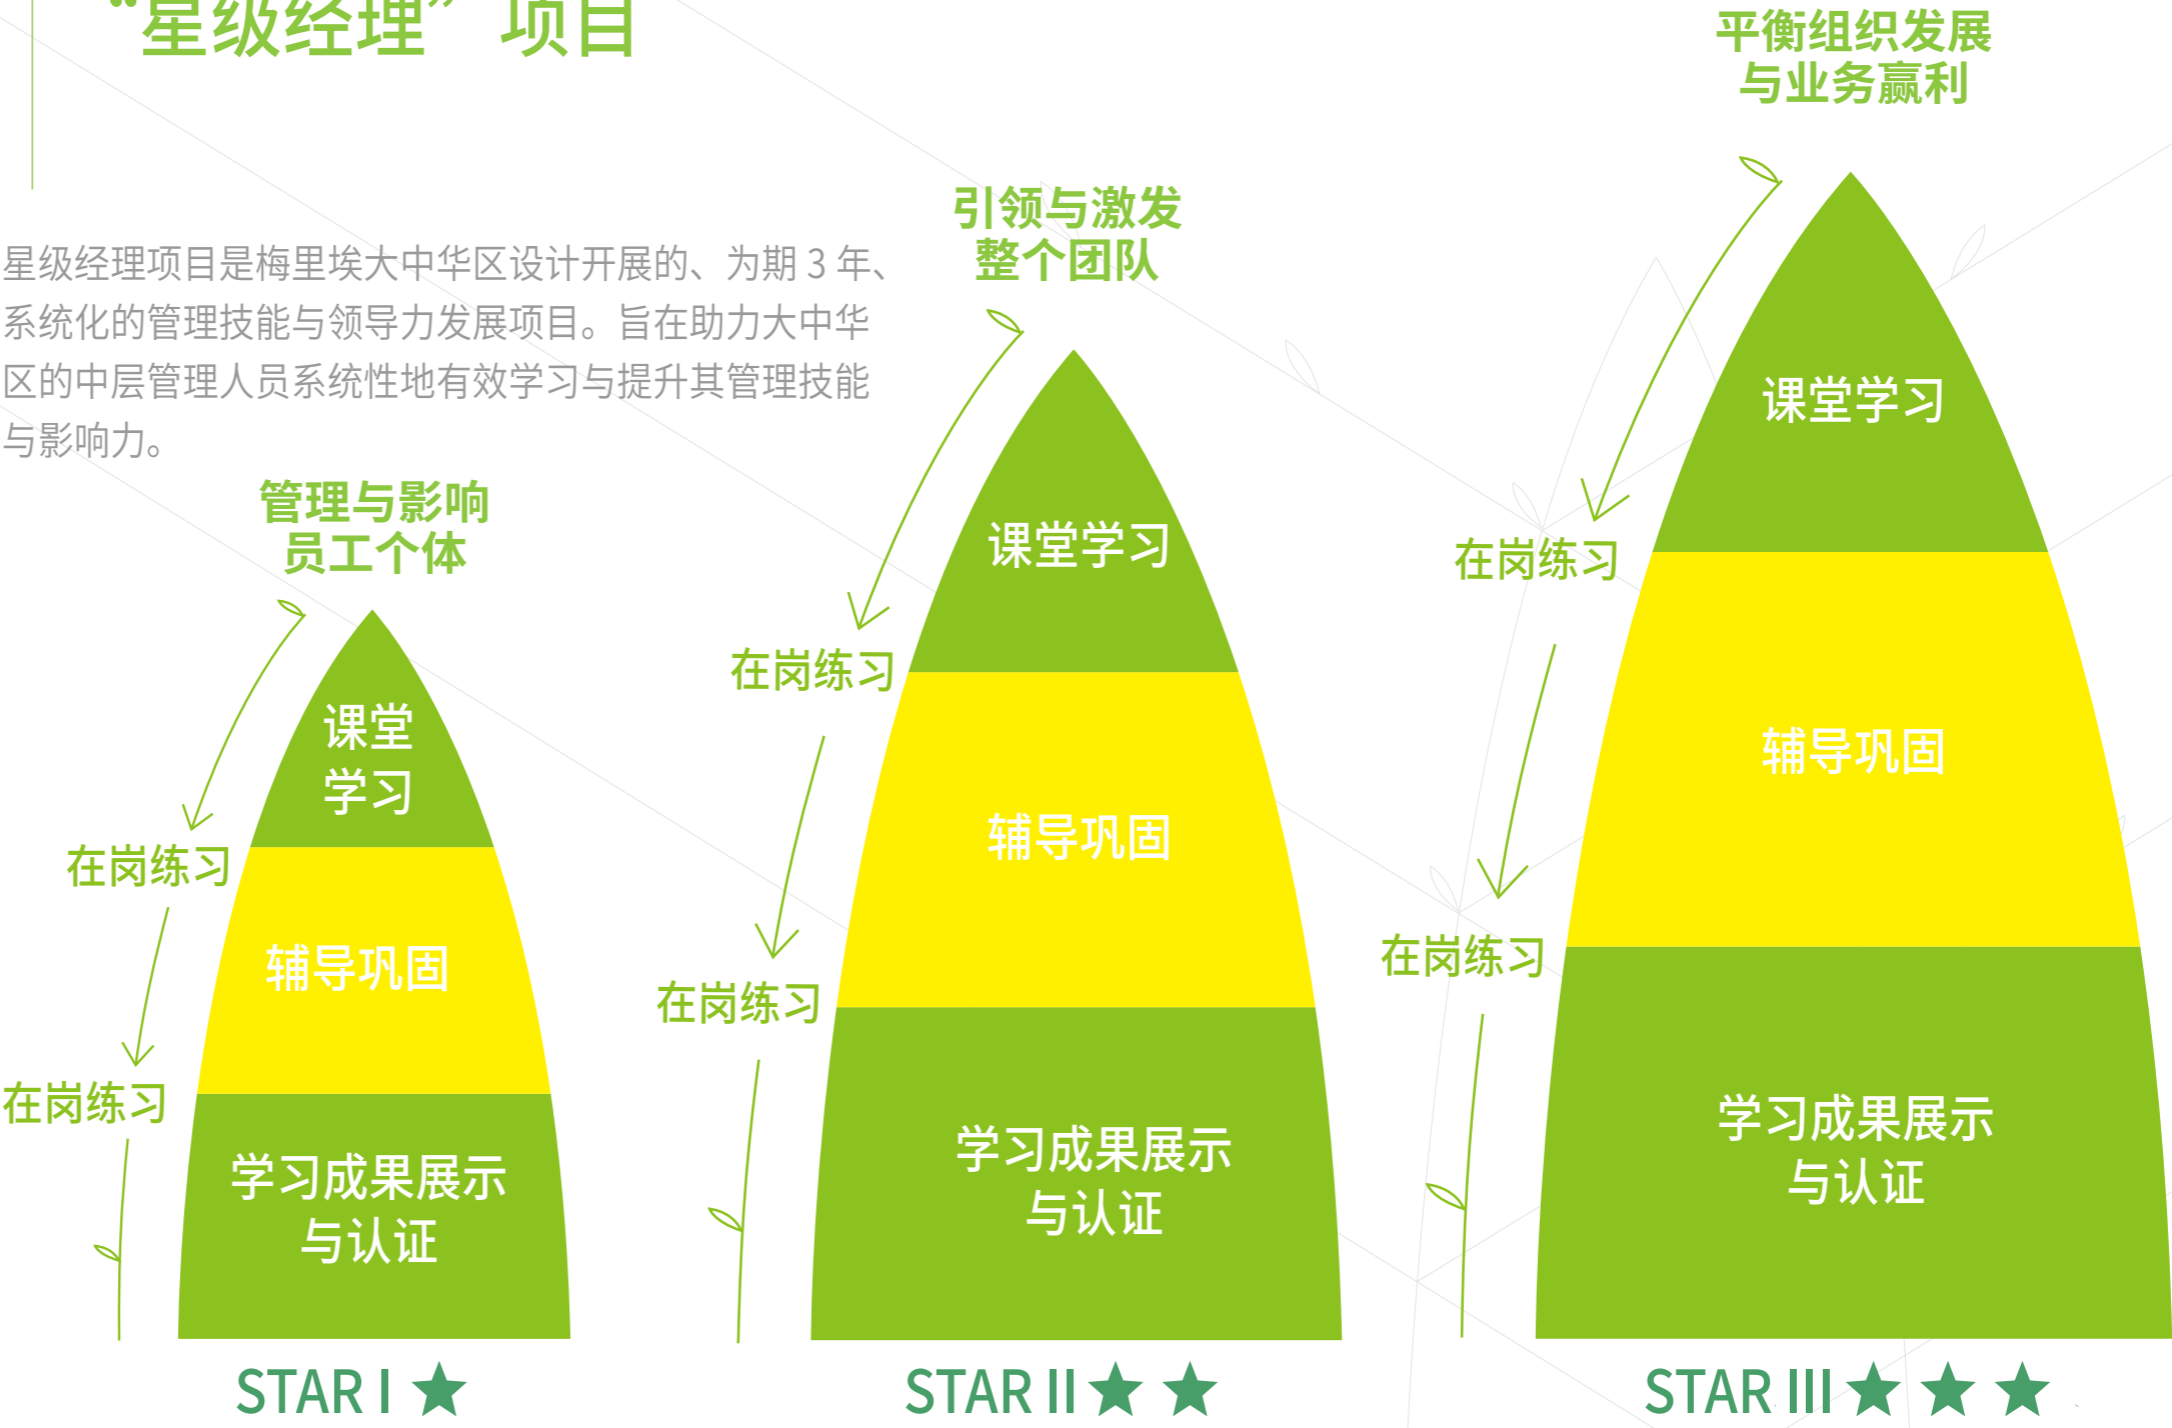 “星级经理”项目
星级经理项目是梅里埃大中华区设计开展的、为期 3 年、
系统化的管理技能与领导力发展项目。旨在助力大中华
区的中层管理人员系统性地有效学习与提升其管理技能
与影响力。
管理与影响
员工个体
课堂
学习
在岗练习
辅导巩固
在岗练习
学习成果展示
与认证
STAR I
引领与激发
整个团队
课堂学习
在岗练习
辅导巩固
在岗练习
学习成果展示
与认证
STAR II
平衡组织发展
与业务赢利
课堂学习
在岗练习
辅导巩固
在岗练习
学习成果展示
与认证
STAR III